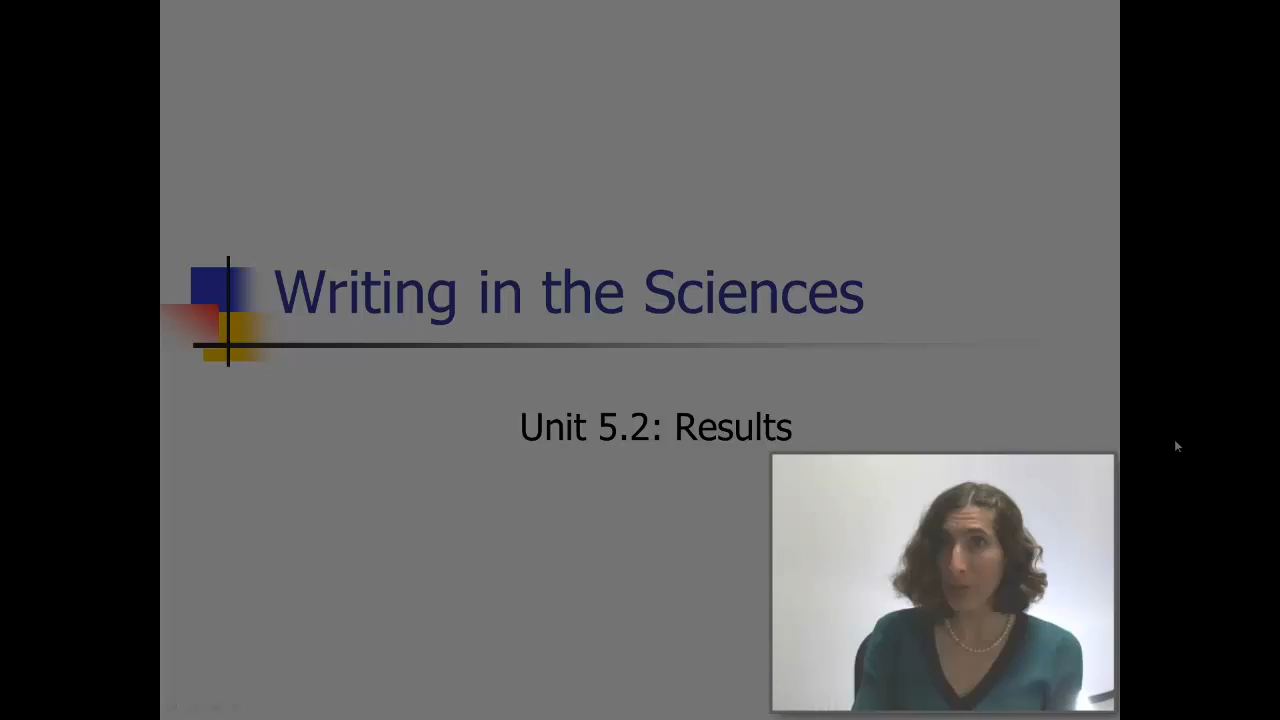 Writing in the Sciences
Unit 5.2: Results